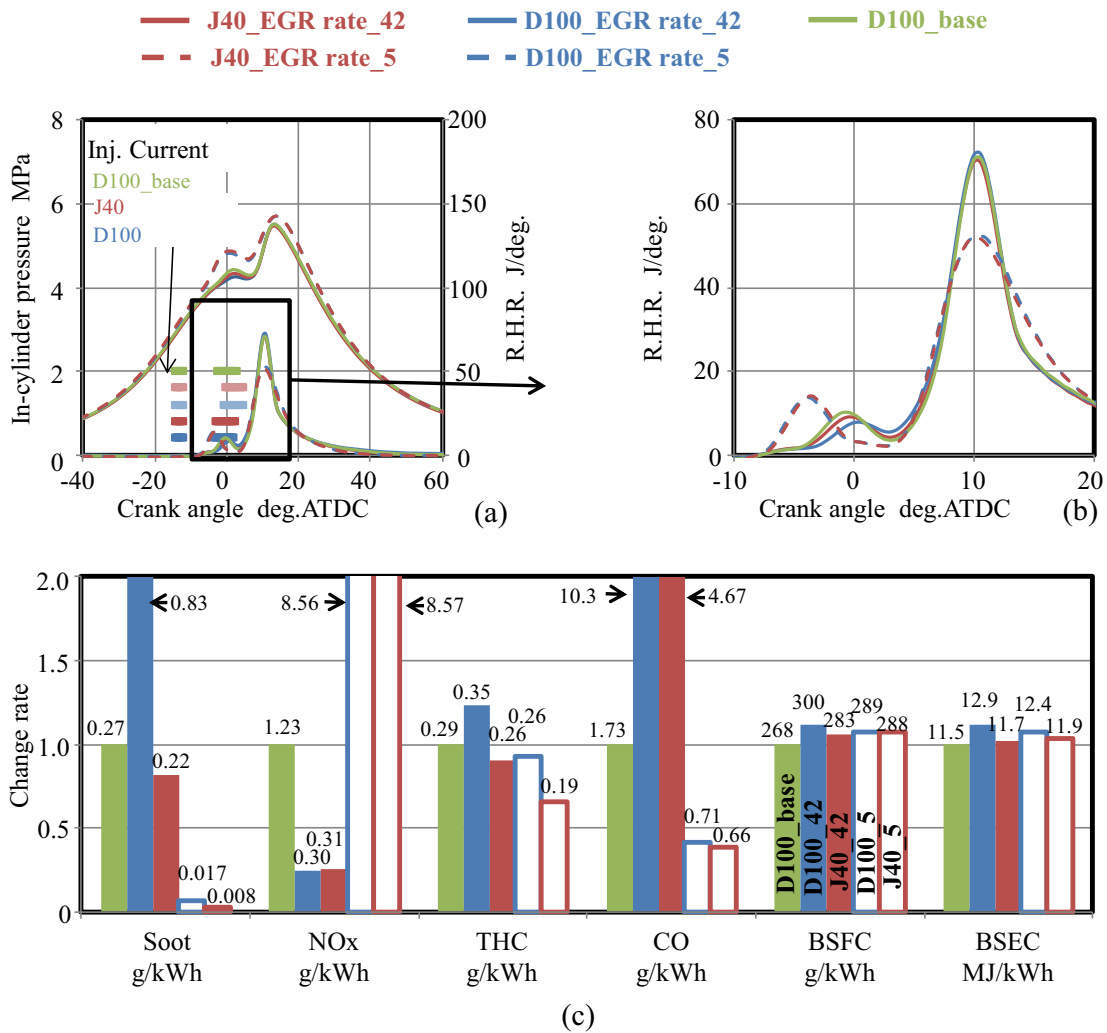 J40_EGR rate_42
D100_EGR rate_42
D100_base
J40_EGR rate_5
D100_EGR rate_5
8
6
4
2
0
In-cylinder pressure MPa
Inj. Current
D100_base
J40
D100
200
150
100
50
0
R.H.R. J/deg.
-40
-20
0
20
40
60
Crank angle deg.ATDC
(a)
80
60
40
20
0
R.H.R. J/deg.
-10
0
10
20
Crank angle deg.ATDC
(b)
2.0
1.5
1.0
0.5
0
Change rate
0.27
0.83
0.22
0.017
0.008
1.23
0.30
0.31
8.56
8.57
0.29
0.35
0.26
0.26
0.19
1.73
10.3
4.67
0.71
0.66
268
300
283
289
288
D100_base
D100_42
J40_42
D100_5
J40_5
11.5
12.9
11.7
12.4
11.9
Soot
g/kWh
NOx
g/kWh
THC
g/kWh
CO
g/kWh
BSFC
g/kWh
BSEC
MJ/kWh
(c)